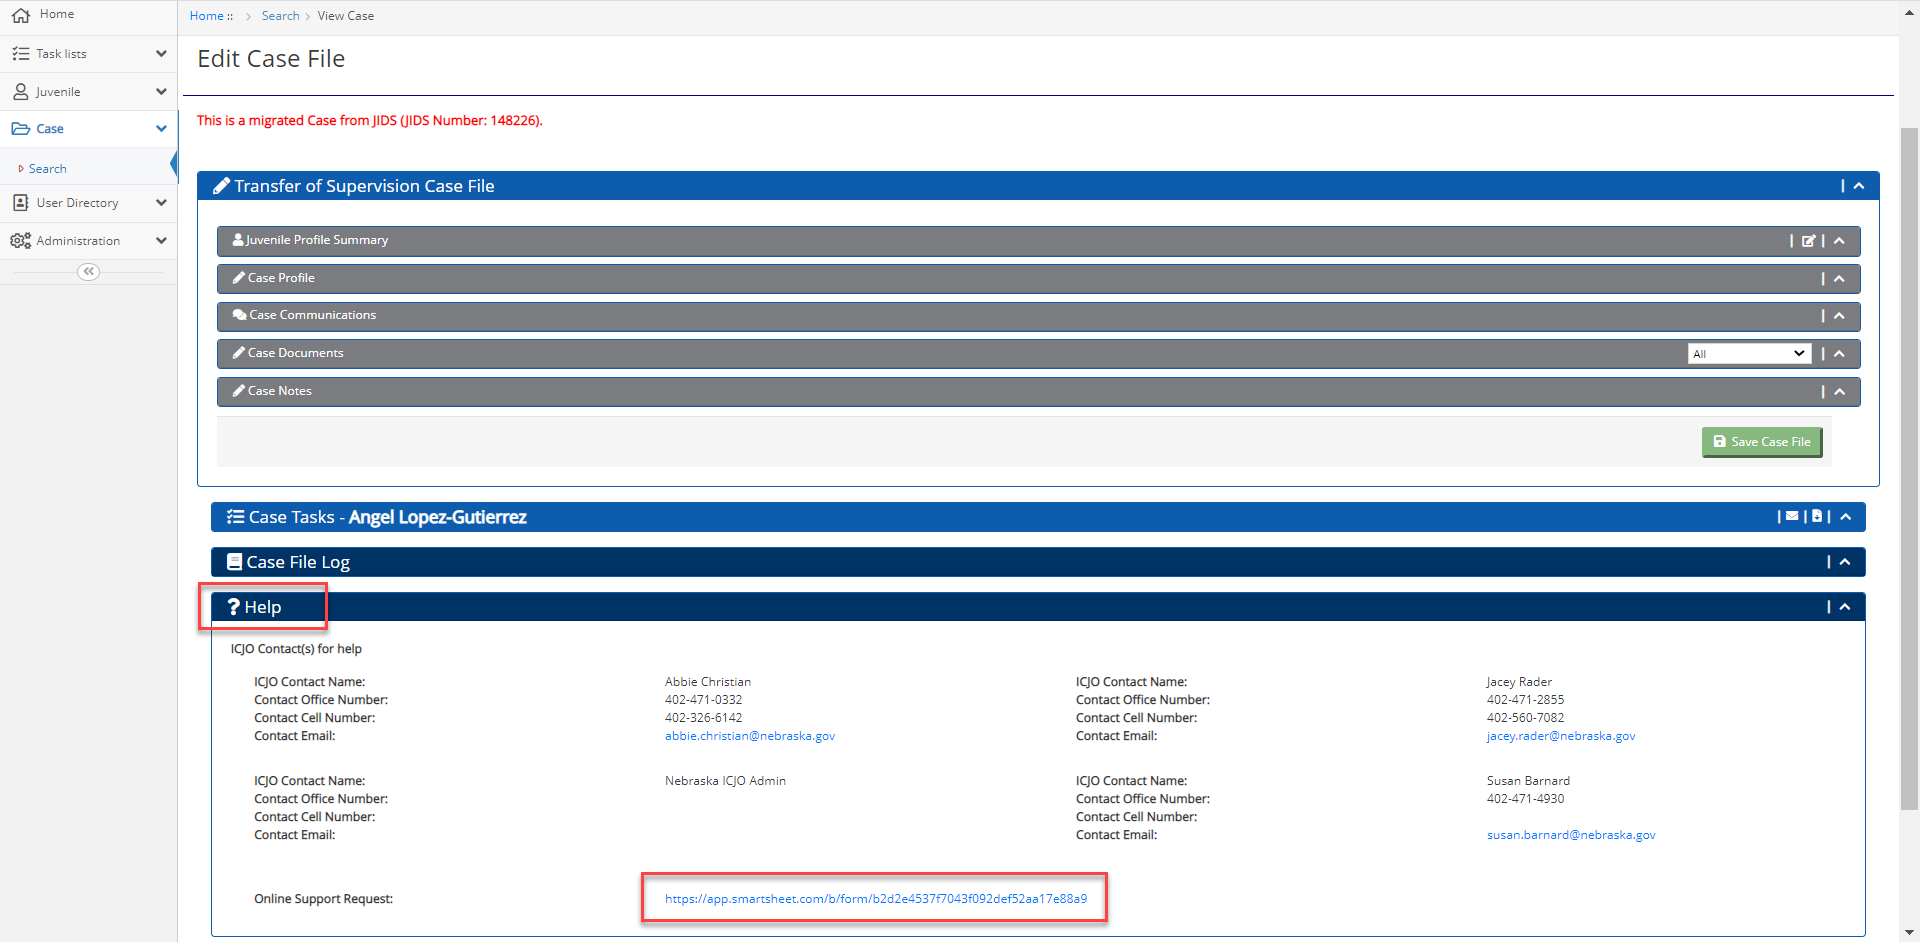 Home
Task lists
Juvenile
Case
Search
User Directory
Administration
Home :: > Search > View Case
Edit Case File
This is a migrated Case from JIDS (JIDS Number: 148226).
Transfer of Supervision Case File
Juvenile Profile Summary
Case Profile
Case Communications
Case Documents
All
Case Notes
Save Case File
Case Tasks - Angel Lopez-Gutierrez
Case File Log
? Help
ICJO Contact(s) for help
ICJO Contact Name: Abbie Christian
Contact Office Number: 402-471-0332
Contact Cell Number: 402-326-6142
Contact Email: abbie.christian@nebraska.gov
ICJO Contact Name: Jacey Rader
Contact Office Number: 402-471-2855
Contact Cell Number: 402-560-7082
Contact Email: jacey.rader@nebraska.gov
ICJO Contact Name: Nebraska ICJO Admin
Contact Office Number:
Contact Cell Number:
Contact Email:
ICJO Contact Name: Susan Barnard
Contact Office Number: 402-471-4930
Contact Cell Number:
Contact Email: susan.barnard@nebraska.gov
Online Support Request: https://app.smartsheet.com/b/form/b2d2e4537f7043f092def52aa17e88a9